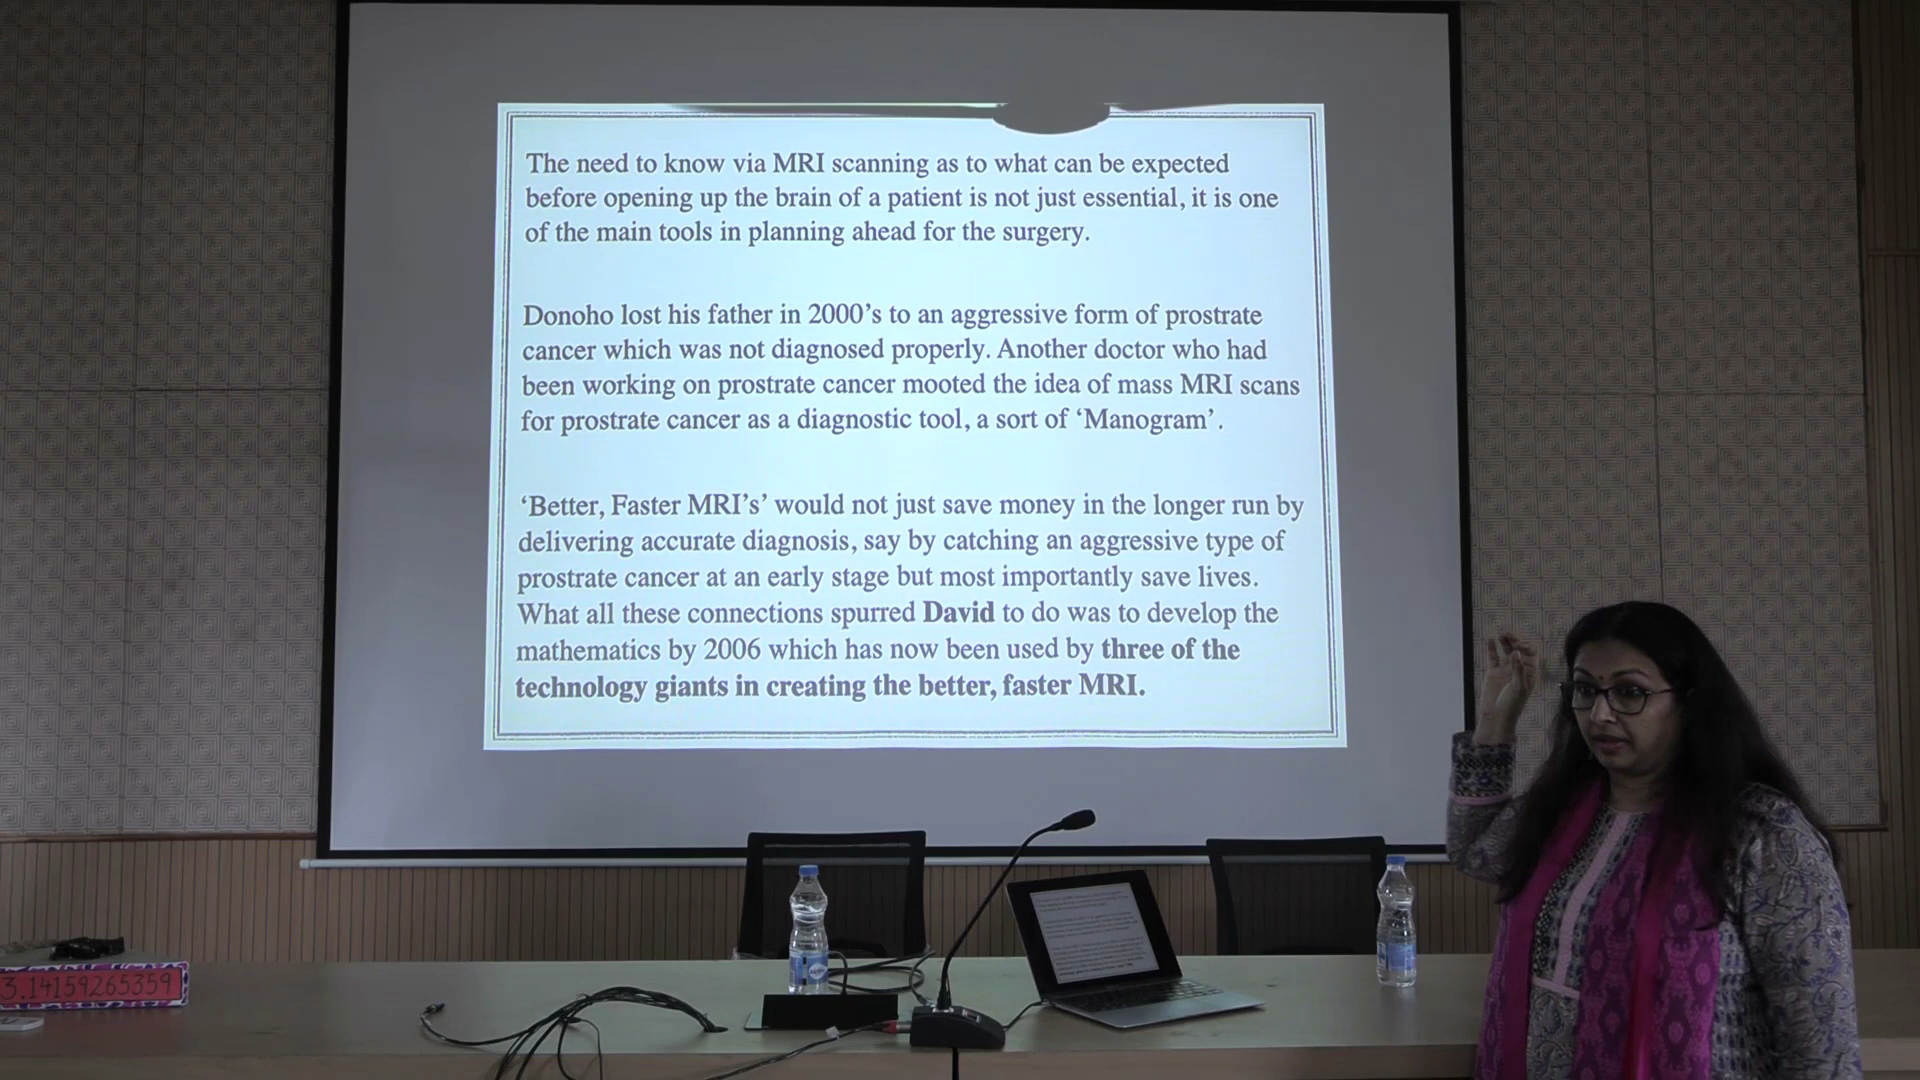 The need to know via MRI scanning as to what can be expected
before opening up the brain of a patient is not just essential, it is one
of the main tools in planning ahead for the surgery.
Donoho lost his father in 2000’s to an aggressive form of prostrate
cancer which was not diagnosed properly. Another doctor who had
been working on prostrate cancer mooted the idea of mass MRI scans
for prostrate cancer as a diagnostic tool, a sort of ‘Manogram’.
‘Better, Faster MRI’s’ would not just save money in the longer run by
delivering accurate diagnosis, say by catching an aggressive type of
prostrate cancer at an early stage but most importantly save lives.
What all these connections spurred David to do was to develop the
mathematics by 2006 which has now been used by three of the
technology giants in creating the better, faster MRI.
3.14159265359